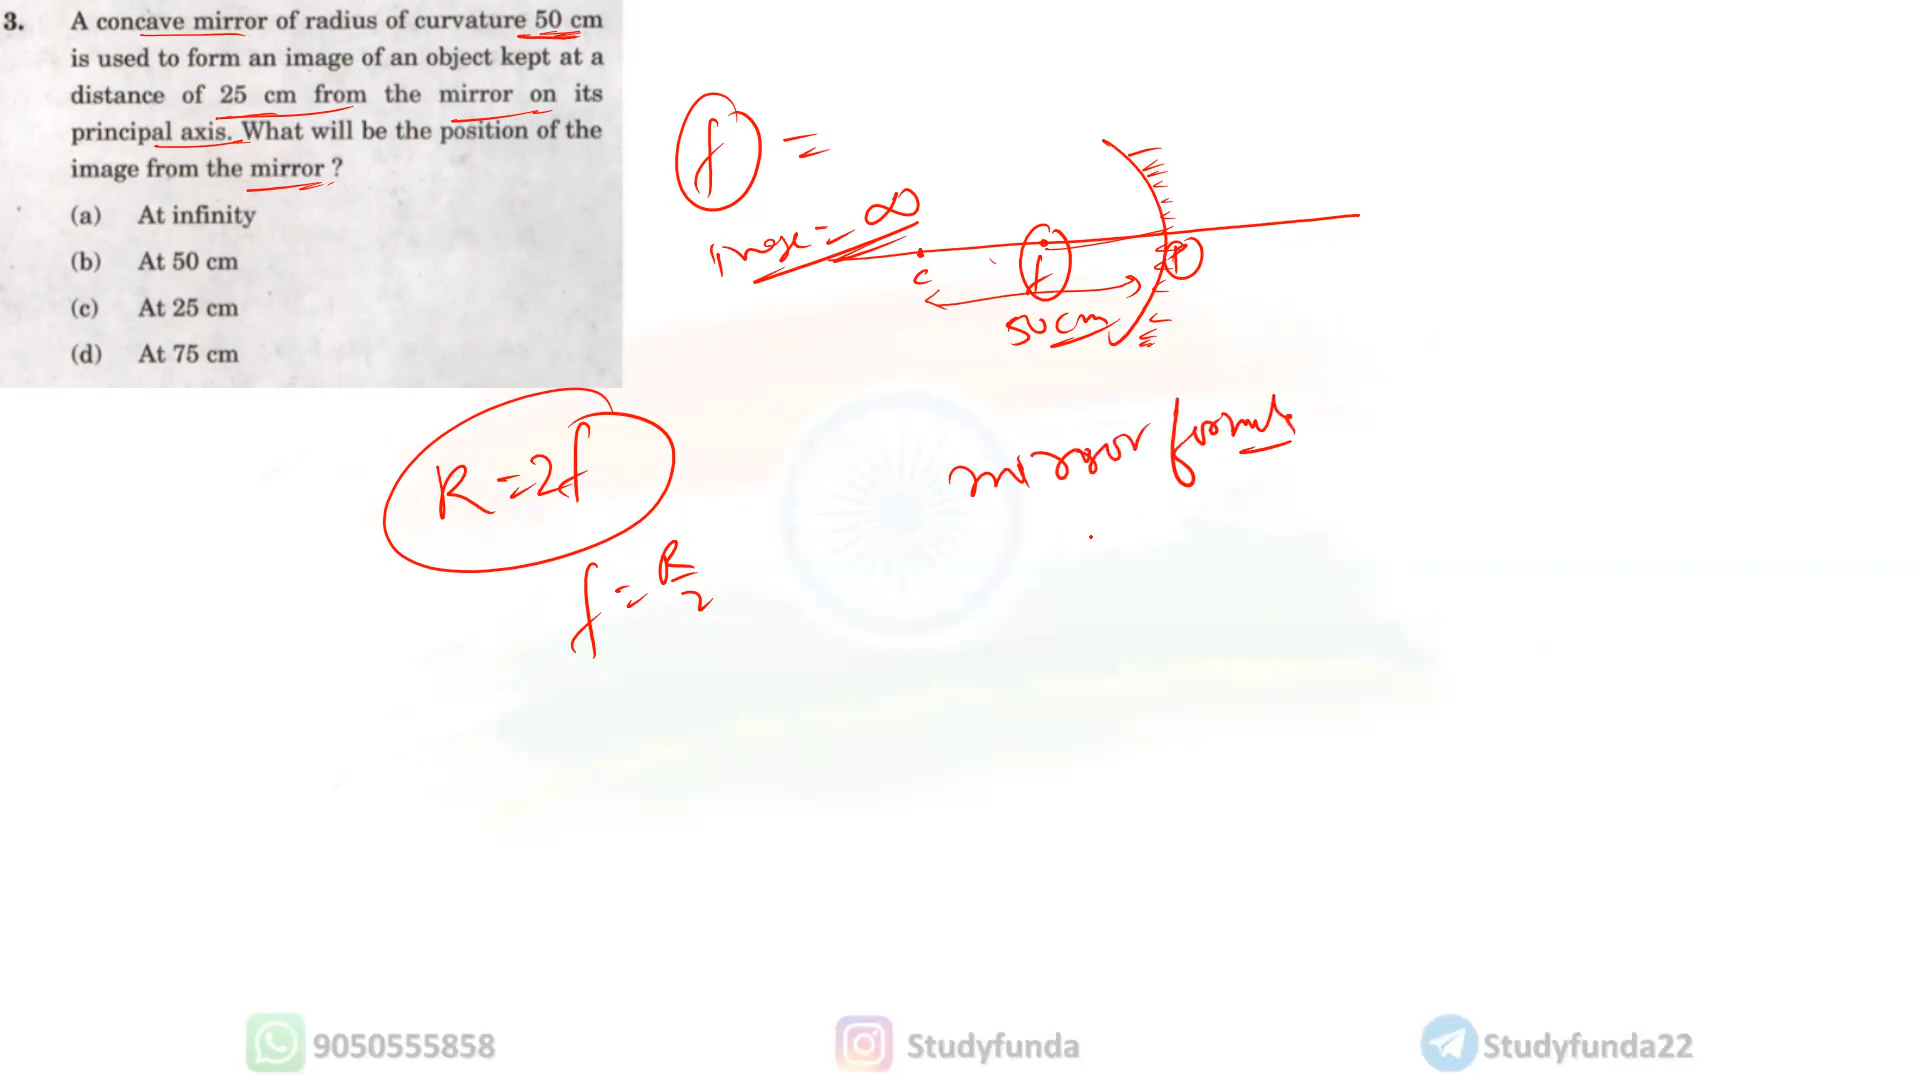 3. A concave mirror of radius of curvature 50 cm
is used to form an image of an object kept at a
distance of 25 cm from the mirror on its
principal axis. What will be the position of the
image from the mirror ?
(a) At infinity
(b) At 50 cm
(c) At 25 cm
(d) At 75 cm
f =
image = ∞
c
f
P
50 cm
R = 2f
f = R/2
mirror formula
9050555858
Studyfunda
Studyfunda22